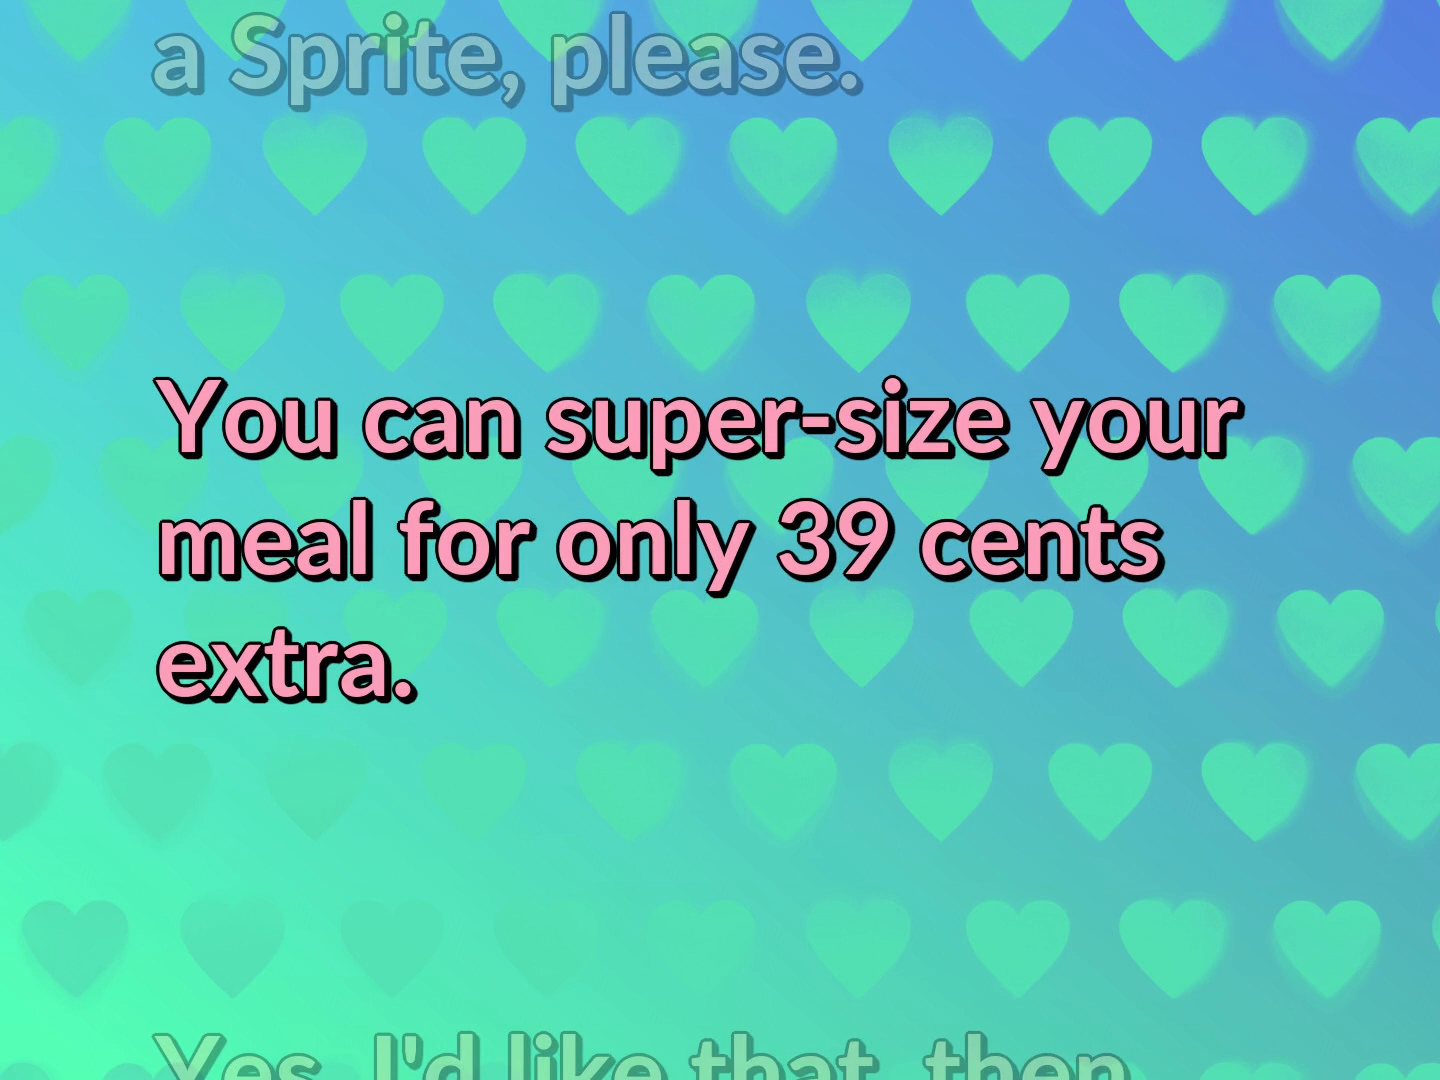 a Sprite, please.
You can super-size your
meal for only 39 cents
extra.
Yes, I'd like that, then